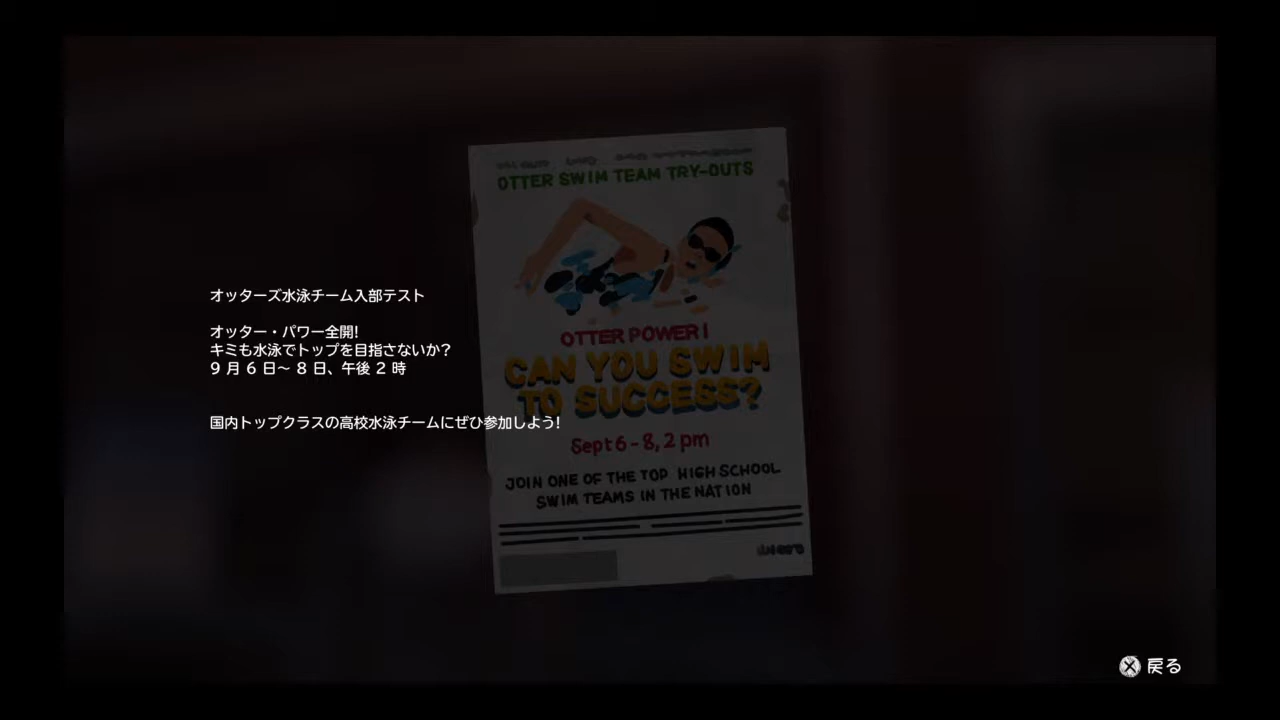 オッターズ水泳チーム入部テスト
オッター・パワー全開!
キミも水泳でトップを目指さないか?
9 月 6 日～ 8 日、午後 2 時
国内トップクラスの高校水泳チームにぜひ参加しよう!
OTTER SWIM TEAM TRY-OUTS
OTTER POWER!
CAN YOU SWIM
TO SUCCESS?
Sept 6 - 8, 2 pm
JOIN ONE OF THE TOP HIGH SCHOOL
SWIM TEAMS IN THE NATION
戻る